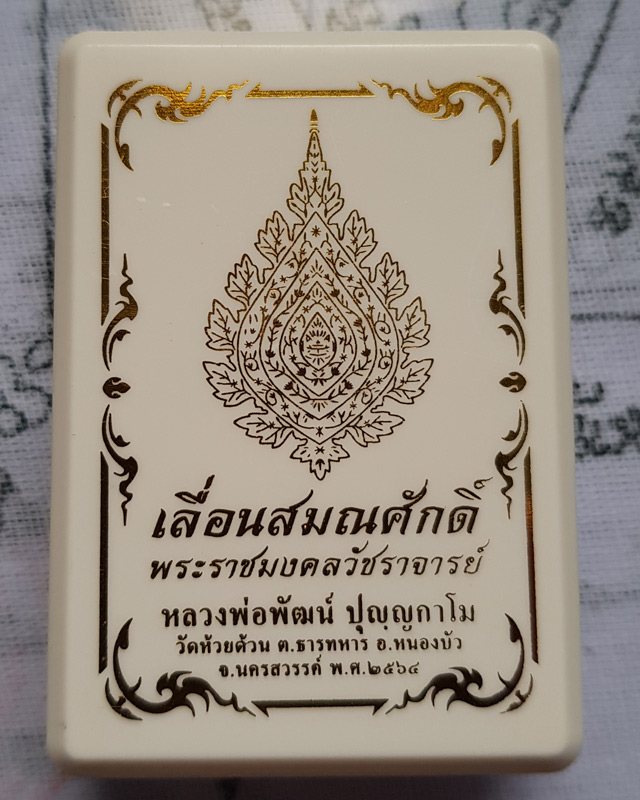 เลื่อนสมณศักดิ์
พระราชมงคลวัชราจารย์
หลวงพ่อพัฒน์ ปุญฺญกาโม
วัดห้วยด้วน ต.ธารทหาร อ.หนองบัว
จ.นครสวรรค์ พ.ศ.๒๕๖๔